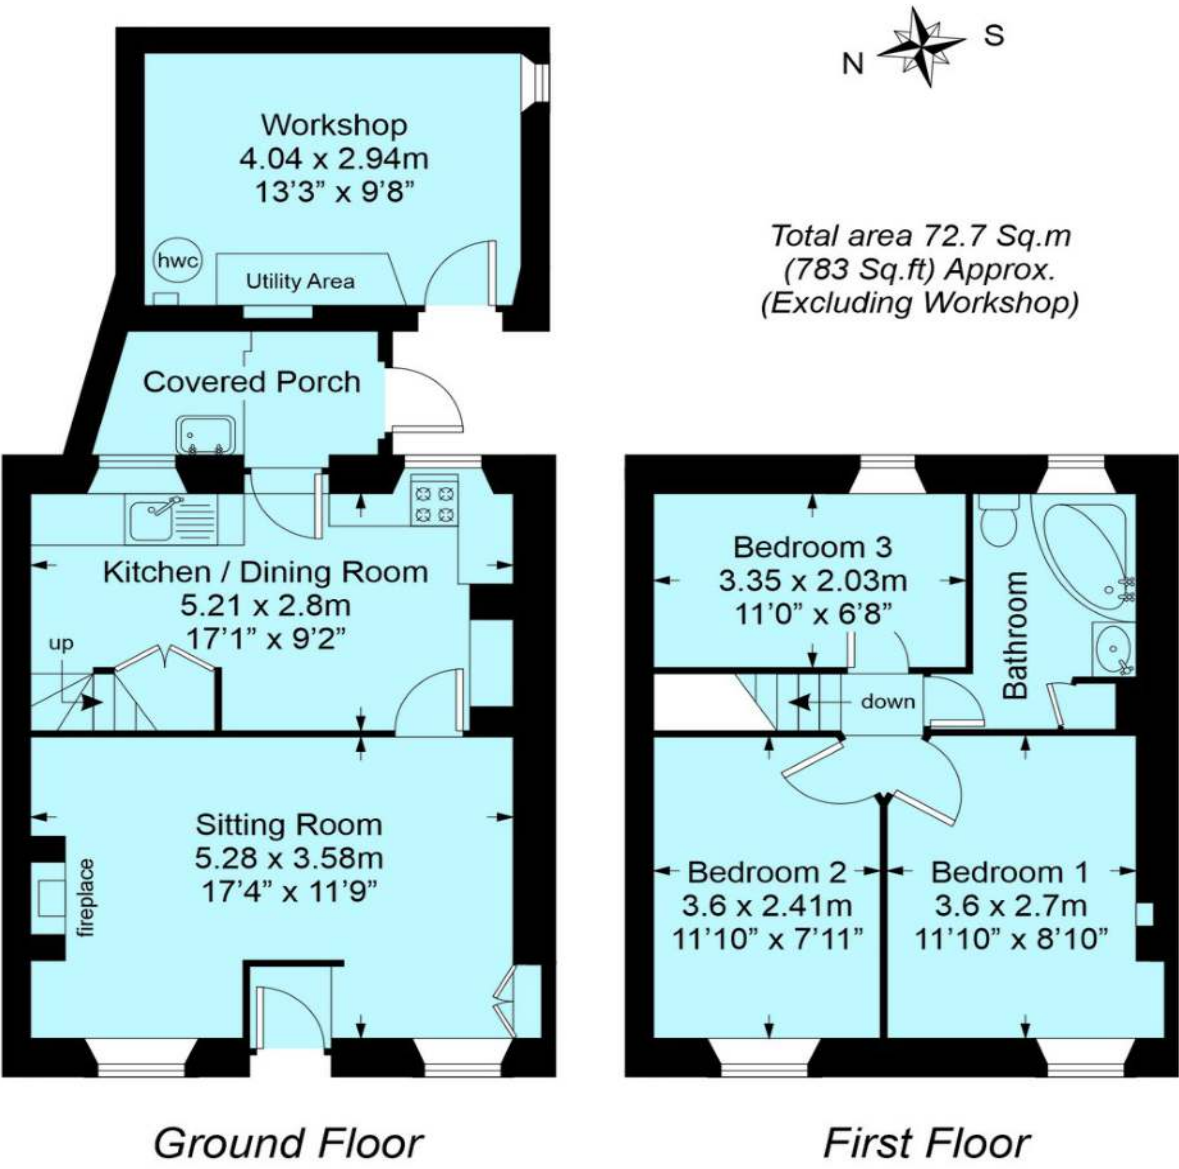 N
S
Workshop
4.04 x 2.94m
13’3” x 9’8”
hwc
Utility Area
Total area 72.7 Sq.m
(783 Sq.ft) Approx.
(Excluding Workshop)
Covered Porch
Kitchen / Dining Room
5.21 x 2.8m
17’1” x 9’2”
up
Sitting Room
5.28 x 3.58m
17’4” x 11’9”
fireplace
Bedroom 3
3.35 x 2.03m
11’0” x 6’8”
Bathroom
down
Bedroom 2
3.6 x 2.41m
11’10” x 7’11”
Bedroom 1
3.6 x 2.7m
11’10” x 8’10”
Ground Floor
First Floor